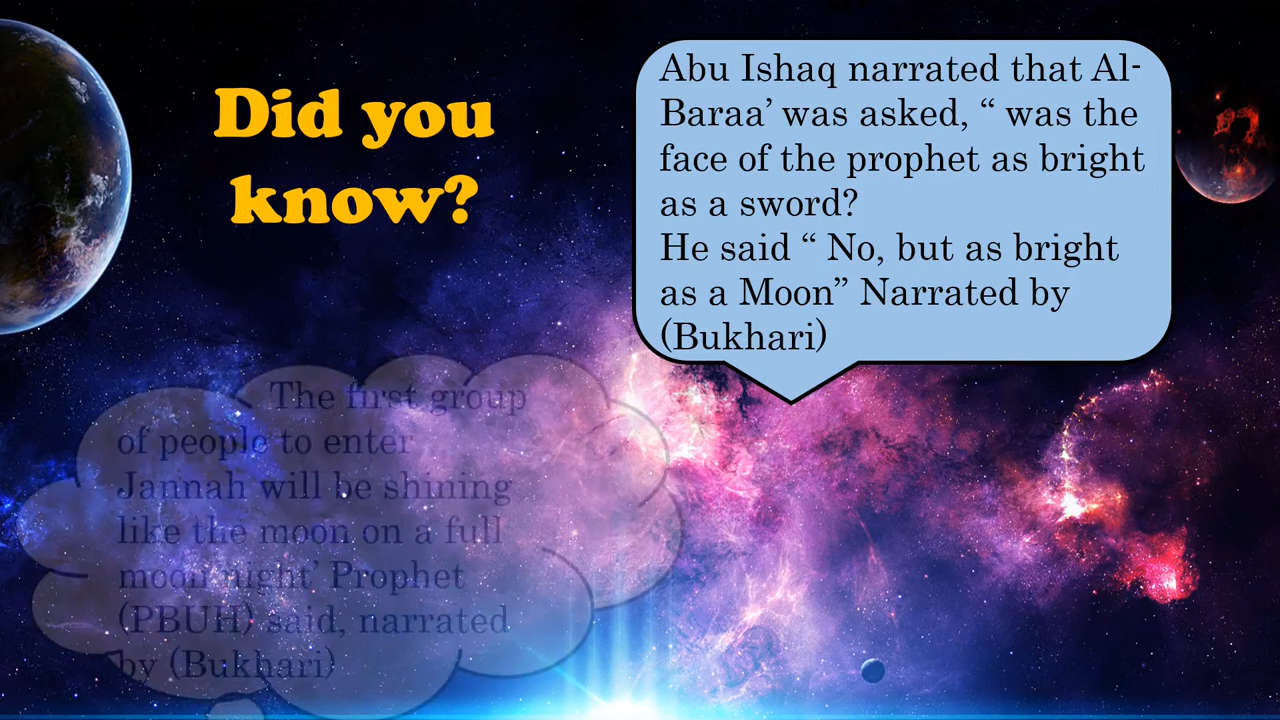 Did you
know?
Abu Ishaq narrated that Al-
Baraa’ was asked, “ was the
face of the prophet as bright
as a sword?
He said “ No, but as bright
as a Moon” Narrated by
(Bukhari)
The first group
of people to enter
Jannah will be shining
like the moon on a full
moon night’ Prophet
(PBUH) said, narrated
by (Bukhari)